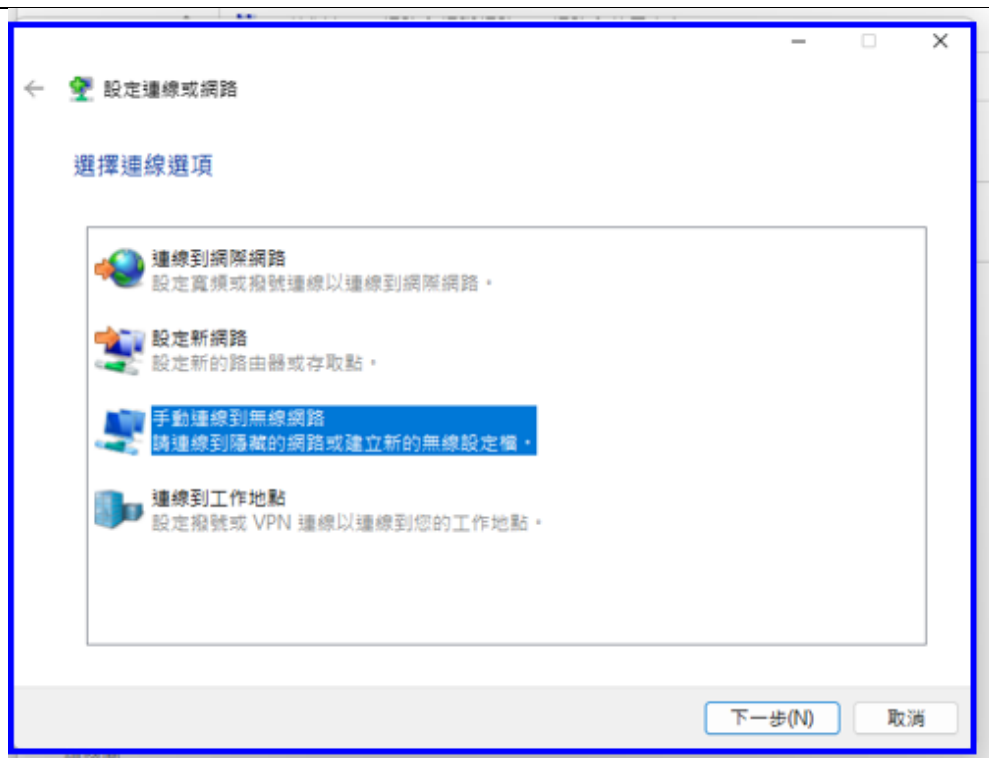 設定連線或網路
選擇連線選項
連線到網際網路
設定寬頻或撥號連線以連線到網際網路。
設定新網路
設定新的路由器或存取點。
手動連線到無線網路
請連線到隱藏的網路或建立新的無線設定檔。
連線到工作地點
設定撥號或 VPN 連線以連線到您的工作地點。
下一步(N)
取消